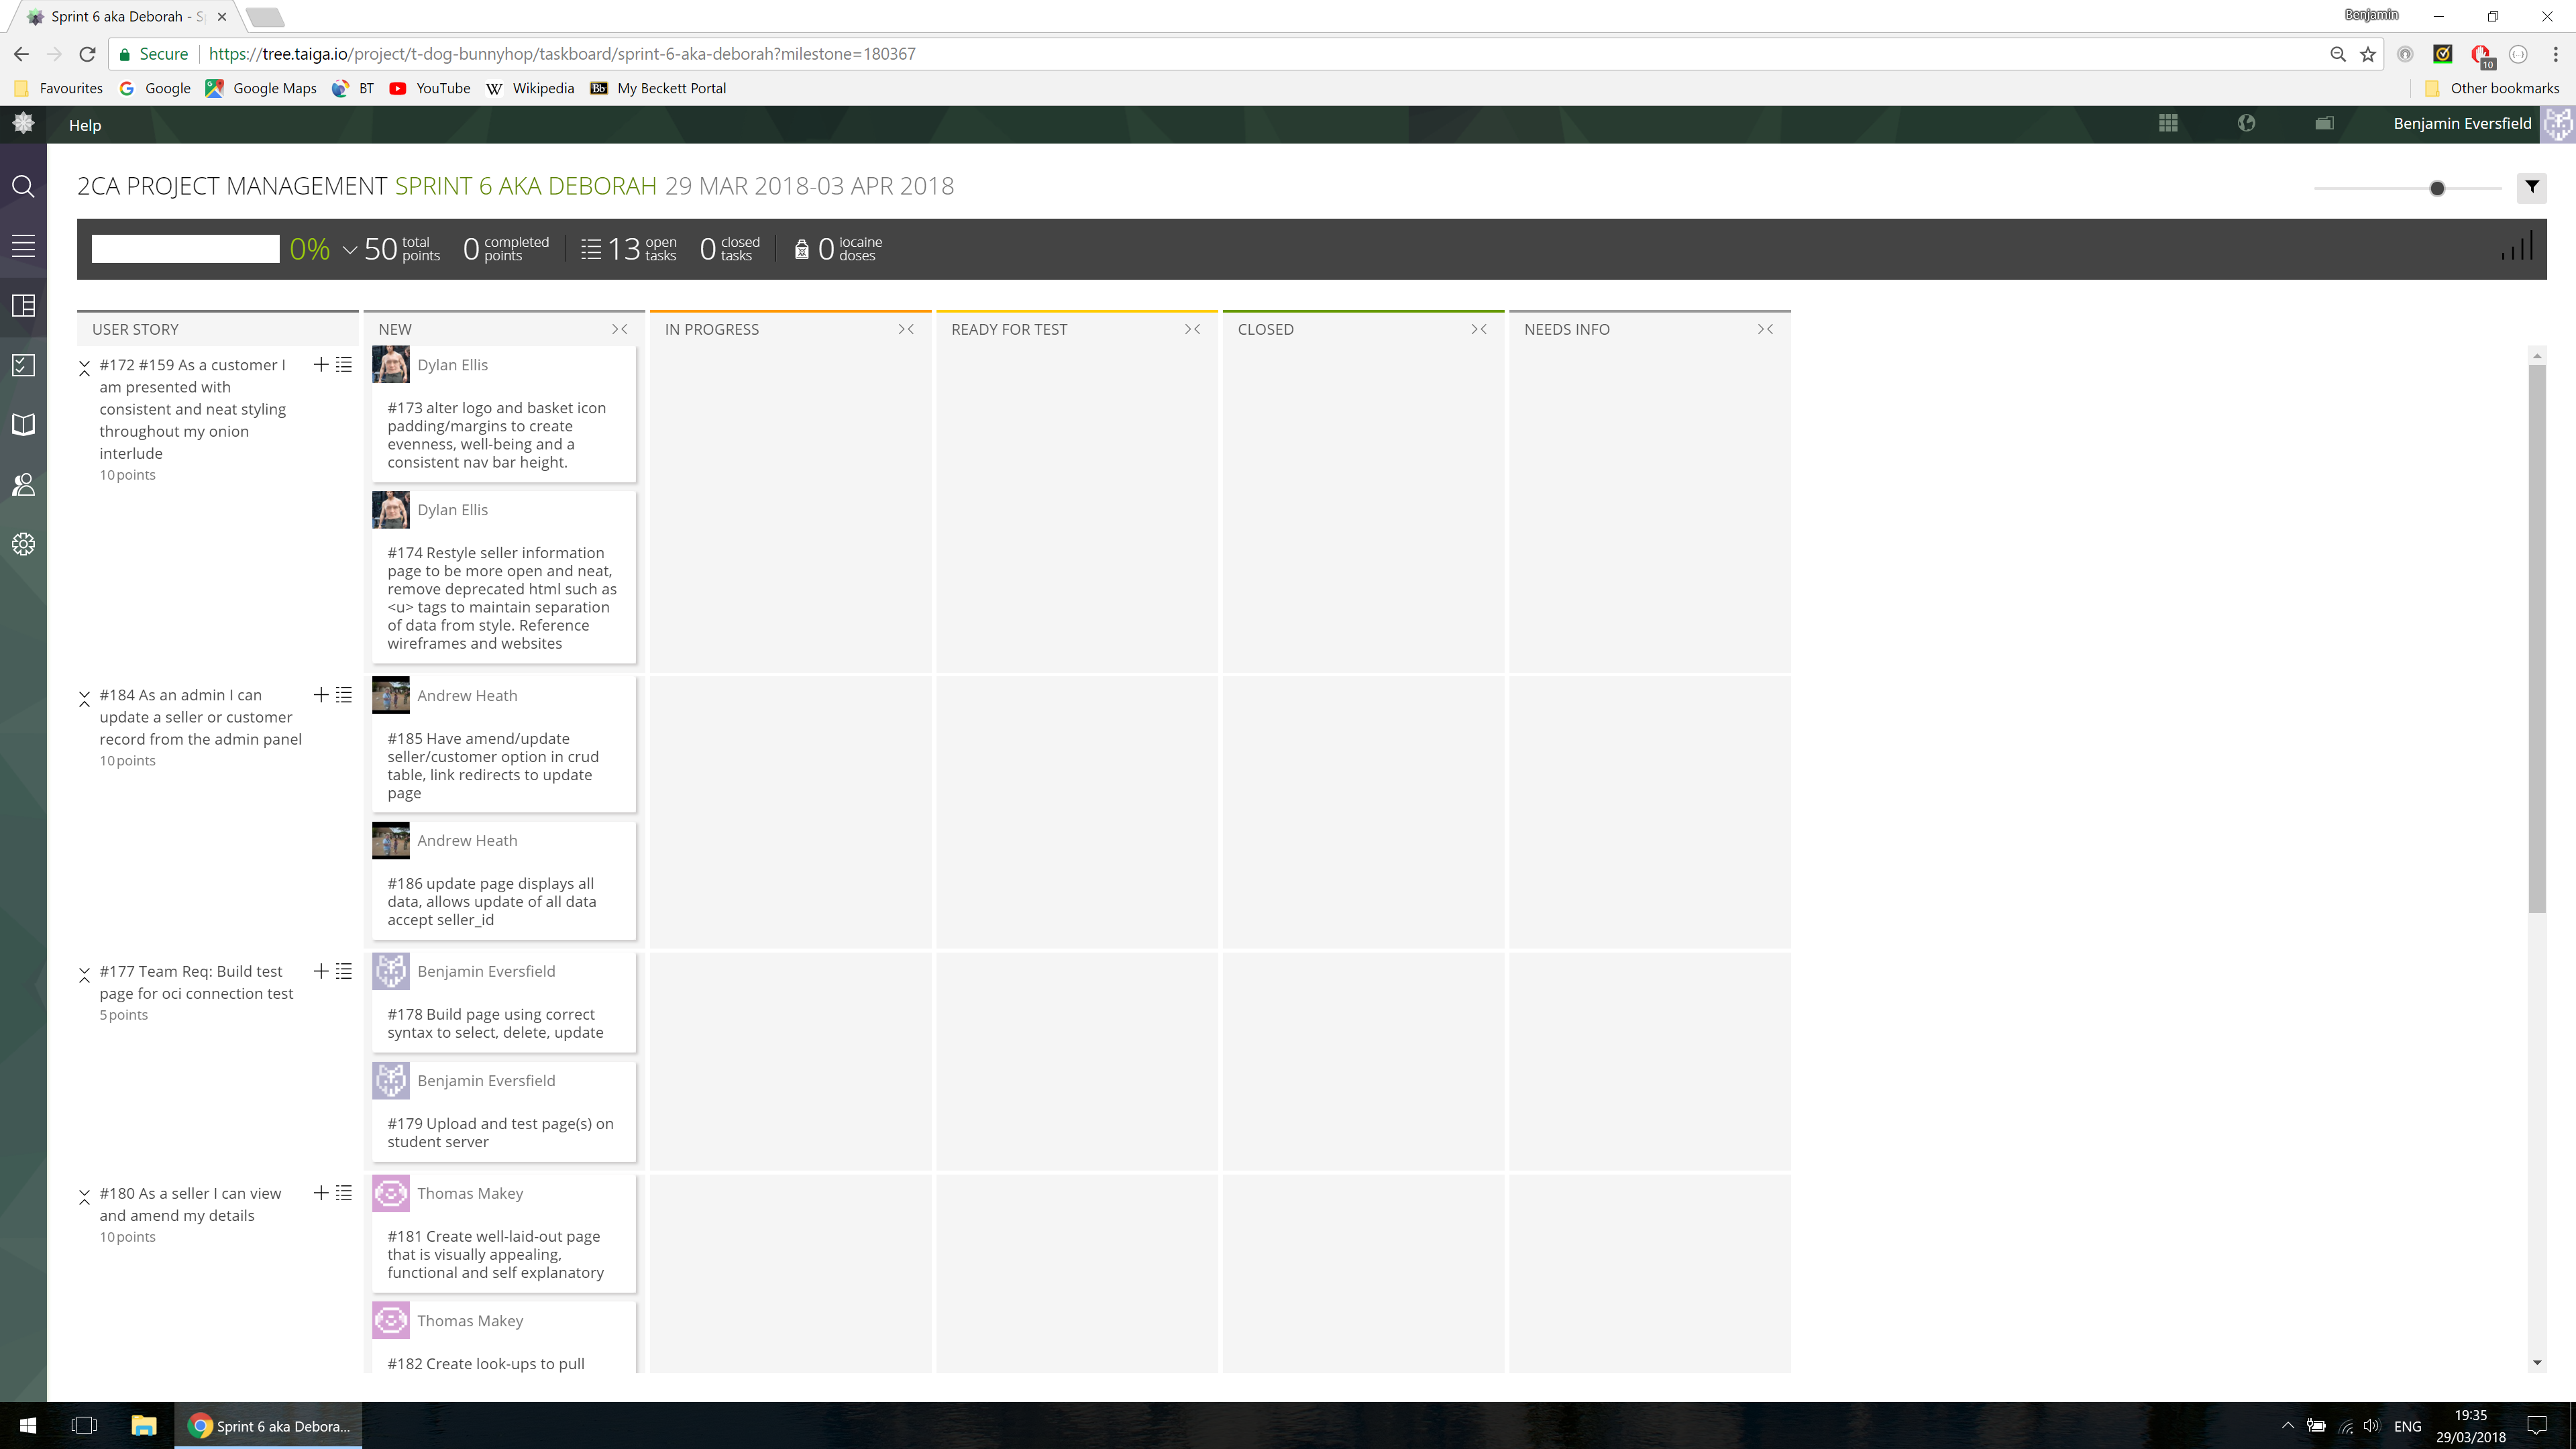 Sprint 6 aka Deborah - S
Benjamin
Secure https://tree.taiga.io/project/t-dog-bunnyhop/taskboard/sprint-6-aka-deborah?milestone=180367
10
Favourites Google Google Maps BT YouTube Wikipedia Bb My Beckett Portal Other bookmarks
Help Benjamin Eversfield
2CA PROJECT MANAGEMENT SPRINT 6 AKA DEBORAH 29 MAR 2018-03 APR 2018
0% 50 total points 0 completed points 13 open tasks 0 closed tasks 0 iocaine doses
USER STORY NEW IN PROGRESS READY FOR TEST CLOSED NEEDS INFO
#172 #159 As a customer I
am presented with
consistent and neat styling
throughout my onion
interlude
10 points
Dylan Ellis
#173 alter logo and basket icon
padding/margins to create
evenness, well-being and a
consistent nav bar height.
Dylan Ellis
#174 Restyle seller information
page to be more open and neat,
remove deprecated html such as
<u> tags to maintain separation
of data from style. Reference
wireframes and websites
#184 As an admin I can
update a seller or customer
record from the admin panel
10 points
Andrew Heath
#185 Have amend/update
seller/customer option in crud
table, link redirects to update
page
Andrew Heath
#186 update page displays all
data, allows update of all data
accept seller_id
#177 Team Req: Build test
page for oci connection test
5 points
Benjamin Eversfield
#178 Build page using correct
syntax to select, delete, update
Benjamin Eversfield
#179 Upload and test page(s) on
student server
#180 As a seller I can view
and amend my details
10 points
Thomas Makey
#181 Create well-laid-out page
that is visually appealing,
functional and self explanatory
Thomas Makey
#182 Create look-ups to pull
Sprint 6 aka Debora...
ENG
19:35
29/03/2018